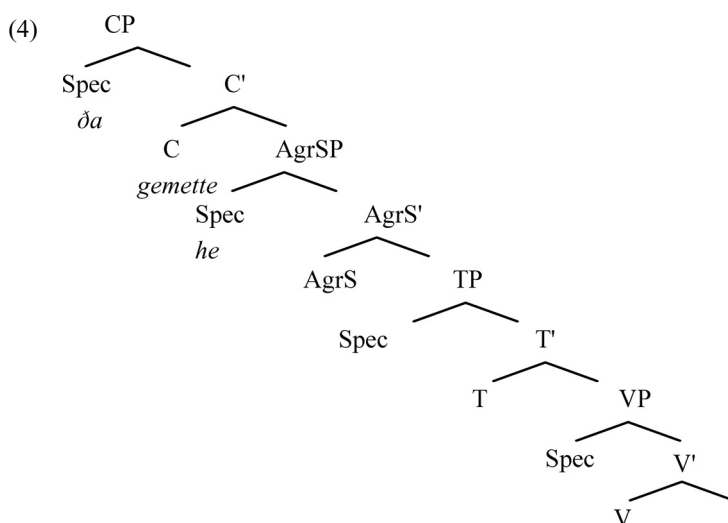 (4) CP
Spec C'
ða
C AgrSP
gemette
Spec AgrS'
he
AgrS TP
Spec T'
T VP
Spec V'
V